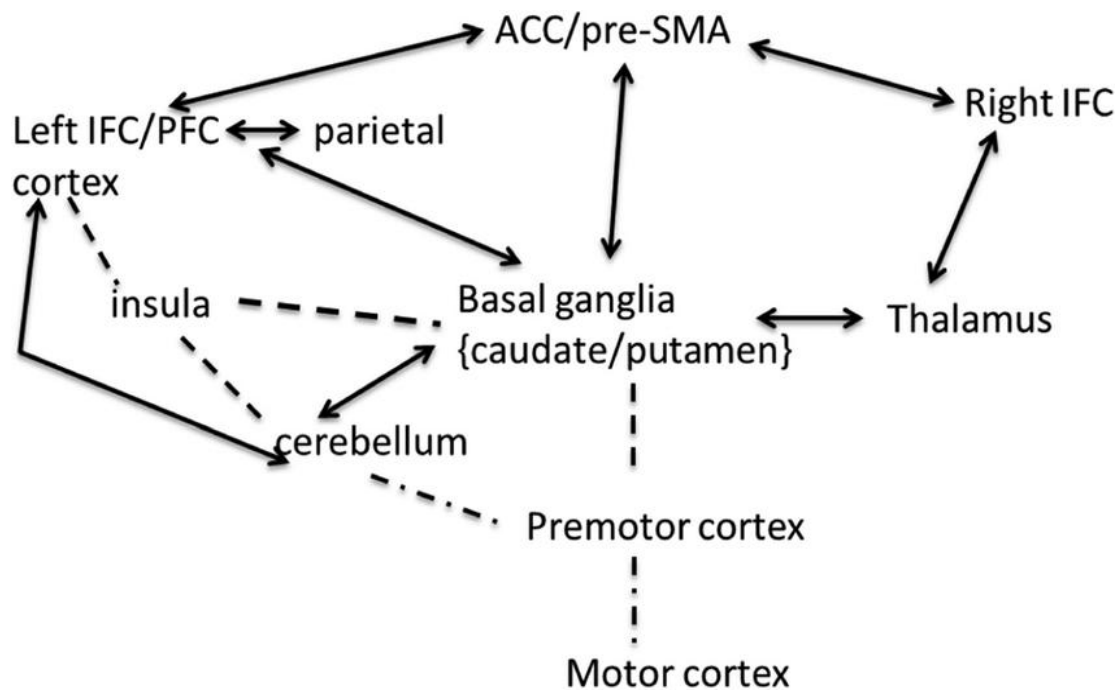 ACC/pre-SMA
Right IFC
Left IFC/PFC
cortex
parietal
insula
Basal ganglia
{caudate/putamen}
Thalamus
cerebellum
Premotor cortex
Motor cortex